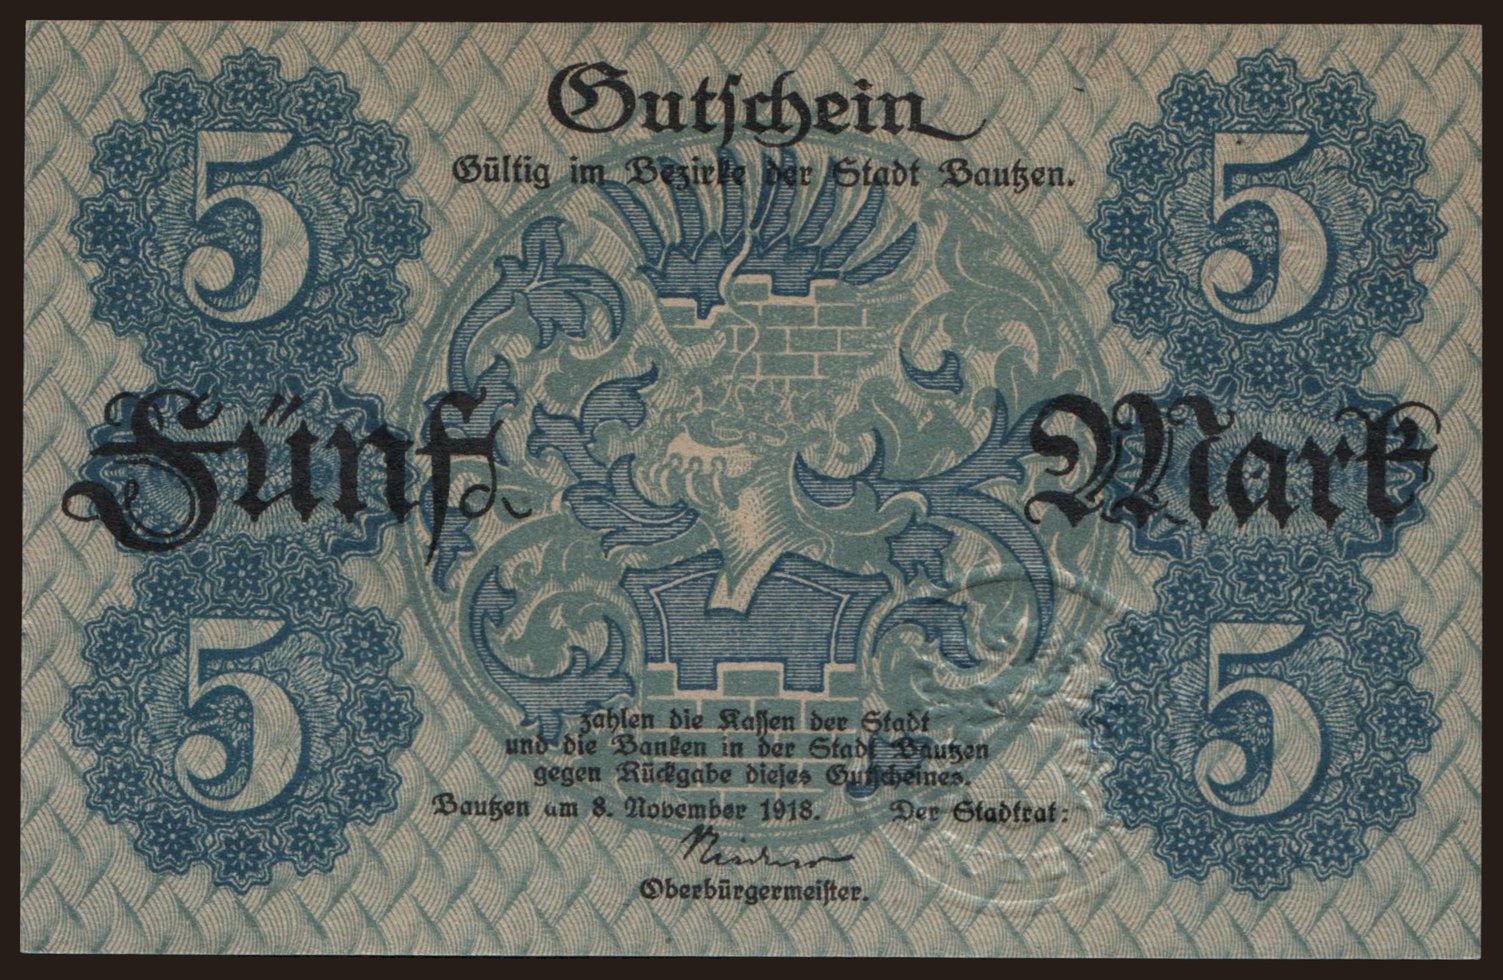 Gutschein
Gültig im Bezirke der Stadt Bautzen.
5 5
Fünf Mark
5 5
zahlen die Kassen der Stadt
und die Banken in der Stadt Bautzen
gegen Rückgabe dieses Gutscheines.
Bautzen am 8. November 1918. Der Stadtrat:
Oberbürgermeister.